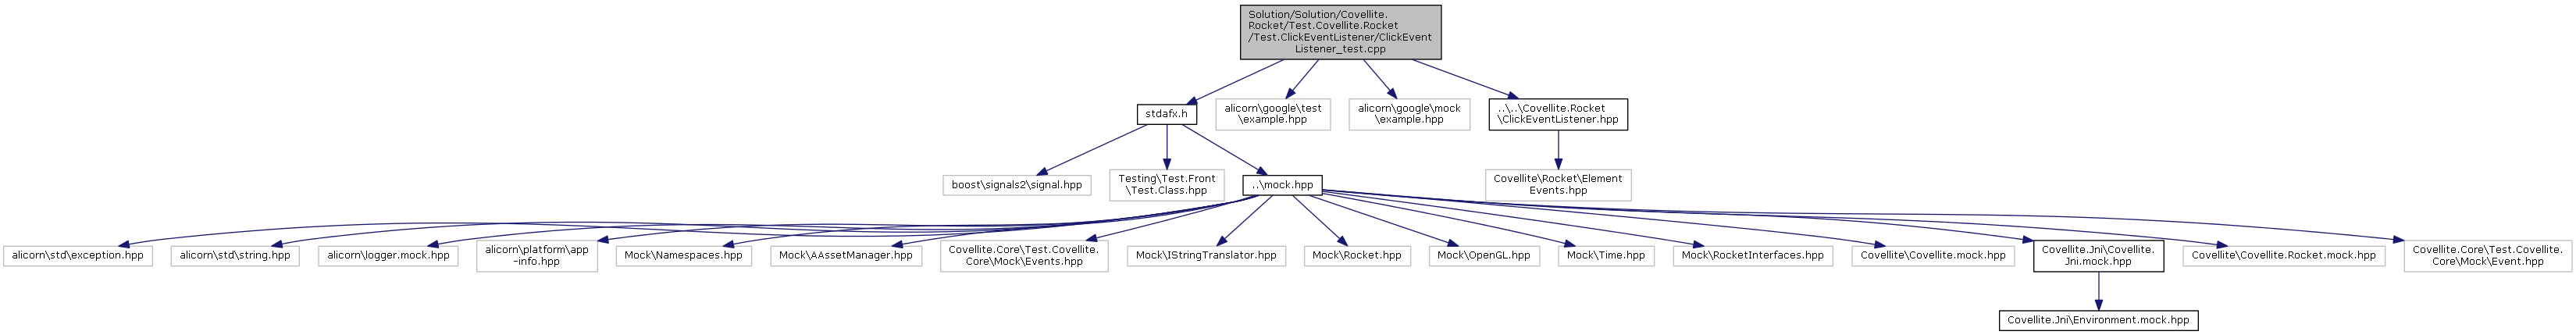 Solution/Solution/Covellite.
Rocket/Test.Covellite.Rocket
/Test.ClickEventListener/ClickEvent
Listener_test.cpp
stdafx.h
alicorn\google\test
\example.hpp
alicorn\google\mock
\example.hpp
..\..\Covellite.Rocket
\ClickEventListener.hpp
boost\signals2\signal.hpp
Testing\Test.Front
\Test.Class.hpp
..\mock.hpp
Covellite\Rocket\Element
Events.hpp
alicorn\std\exception.hpp
alicorn\std\string.hpp
alicorn\logger.mock.hpp
alicorn\platform\app
-info.hpp
Mock\Namespaces.hpp
Mock\AAssetManager.hpp
Covellite.Core\Test.Covellite.
Core\Mock\Events.hpp
Mock\IStringTranslator.hpp
Mock\Rocket.hpp
Mock\OpenGL.hpp
Mock\Time.hpp
Mock\RocketInterfaces.hpp
Covellite\Covellite.mock.hpp
Covellite.Jni\Covellite.
Jni.mock.hpp
Covellite\Covellite.Rocket.mock.hpp
Covellite.Core\Test.Covellite.
Core\Mock\Event.hpp
Covellite.Jni\Environment.mock.hpp